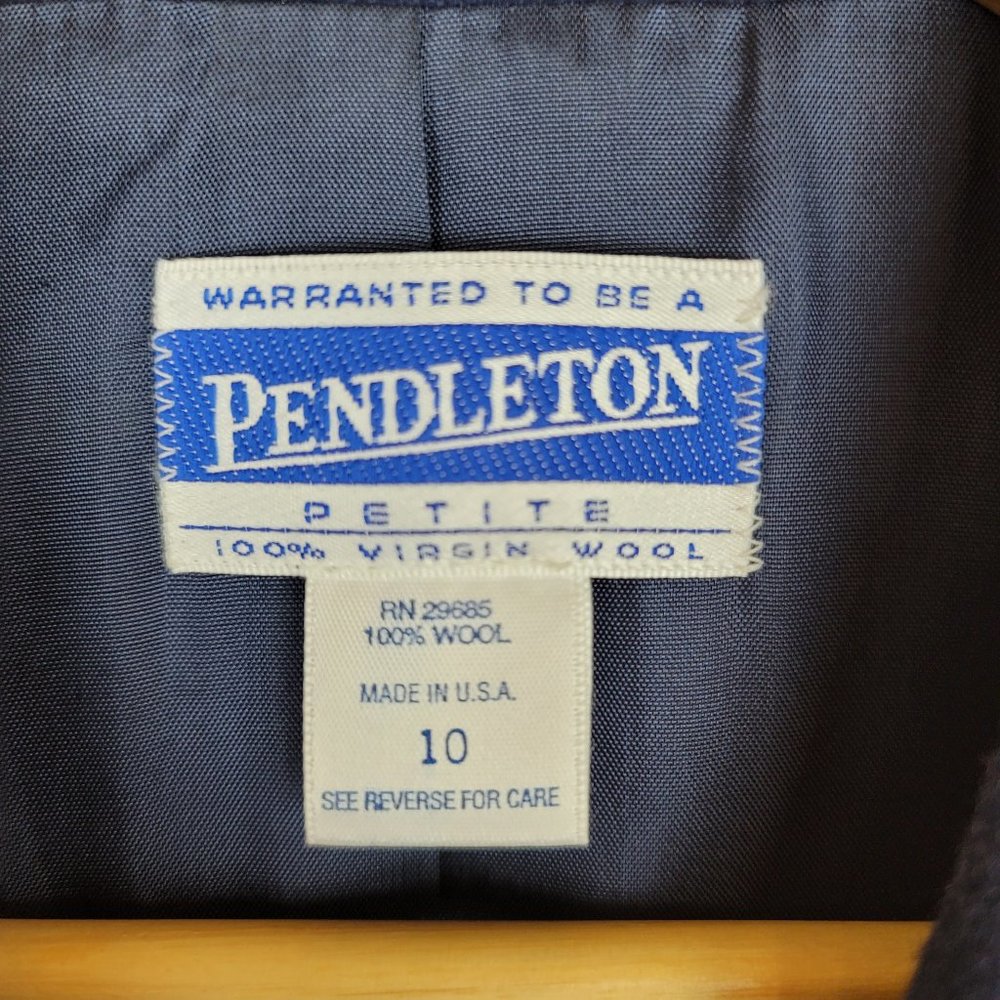 WARRANTED TO BE A
PENDLETON
PETITE
100% VIRGIN WOOL
RN 29685
100% WOOL
MADE IN U.S.A.
10
SEE REVERSE FOR CARE